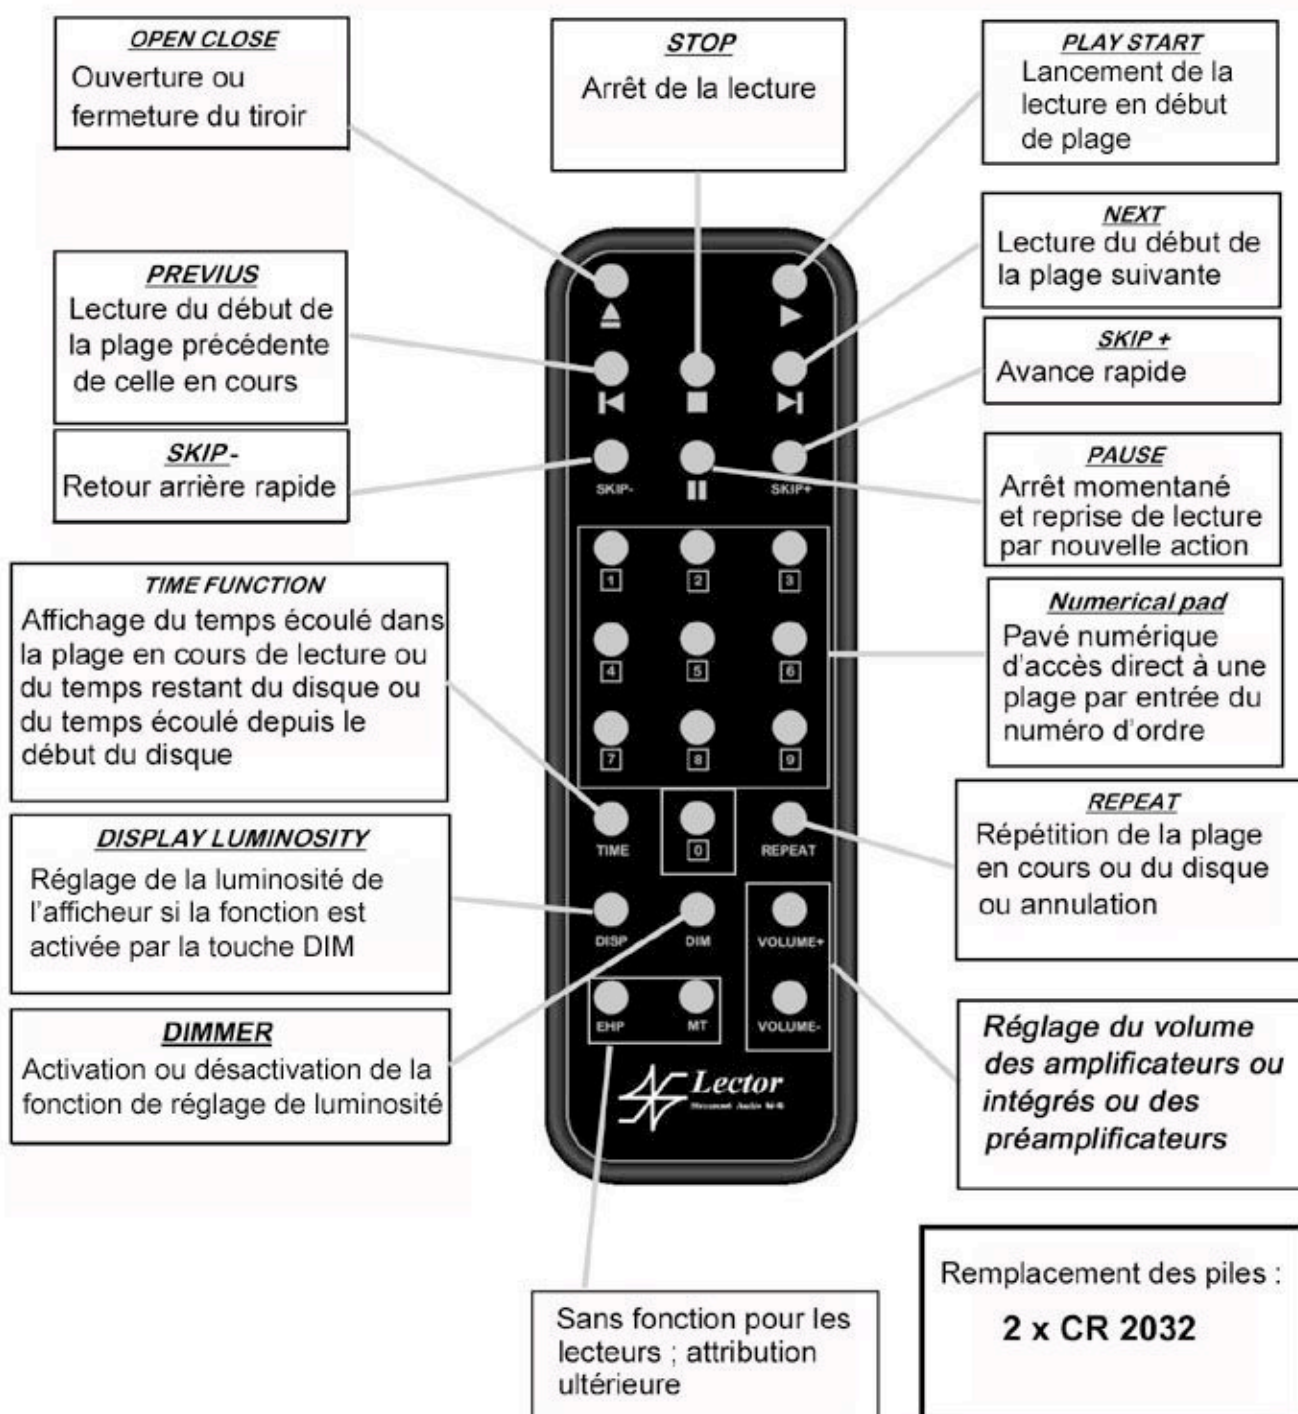 OPEN CLOSE
Ouverture ou
fermeture du tiroir
STOP
Arrêt de la lecture
PLAY START
Lancement de la
lecture en début
de plage
NEXT
Lecture du début de
la plage suivante
PREVIUS
Lecture du début de
la plage précédente
de celle en cours
SKIP +
Avance rapide
SKIP-
Retour arrière rapide
PAUSE
Arrêt momentané
et reprise de lecture
par nouvelle action
TIME FUNCTION
Affichage du temps écoulé dans
la plage en cours de lecture ou
du temps restant du disque ou
du temps écoulé depuis le
début du disque
Numerical pad
Pavé numérique
d'accès direct à une
plage par entrée du
numéro d'ordre
DISPLAY LUMINOSITY
Réglage de la luminosité de
l'afficheur si la fonction est
activée par la touche DIM
REPEAT
Répétition de la plage
en cours ou du disque
ou annulation
DIMMER
Activation ou désactivation de la
fonction de réglage de luminosité
Réglage du volume
des amplificateurs ou
intégrés ou des
préamplificateurs
SKIP- SKIP+
1 2 3
4 5 6
7 8 9
TIME 0 REPEAT
DISP DIM VOLUME+
EHP MT VOLUME-
Lector
Sans fonction pour les
lecteurs ; attribution
ultérieure
Remplacement des piles :
2 x CR 2032